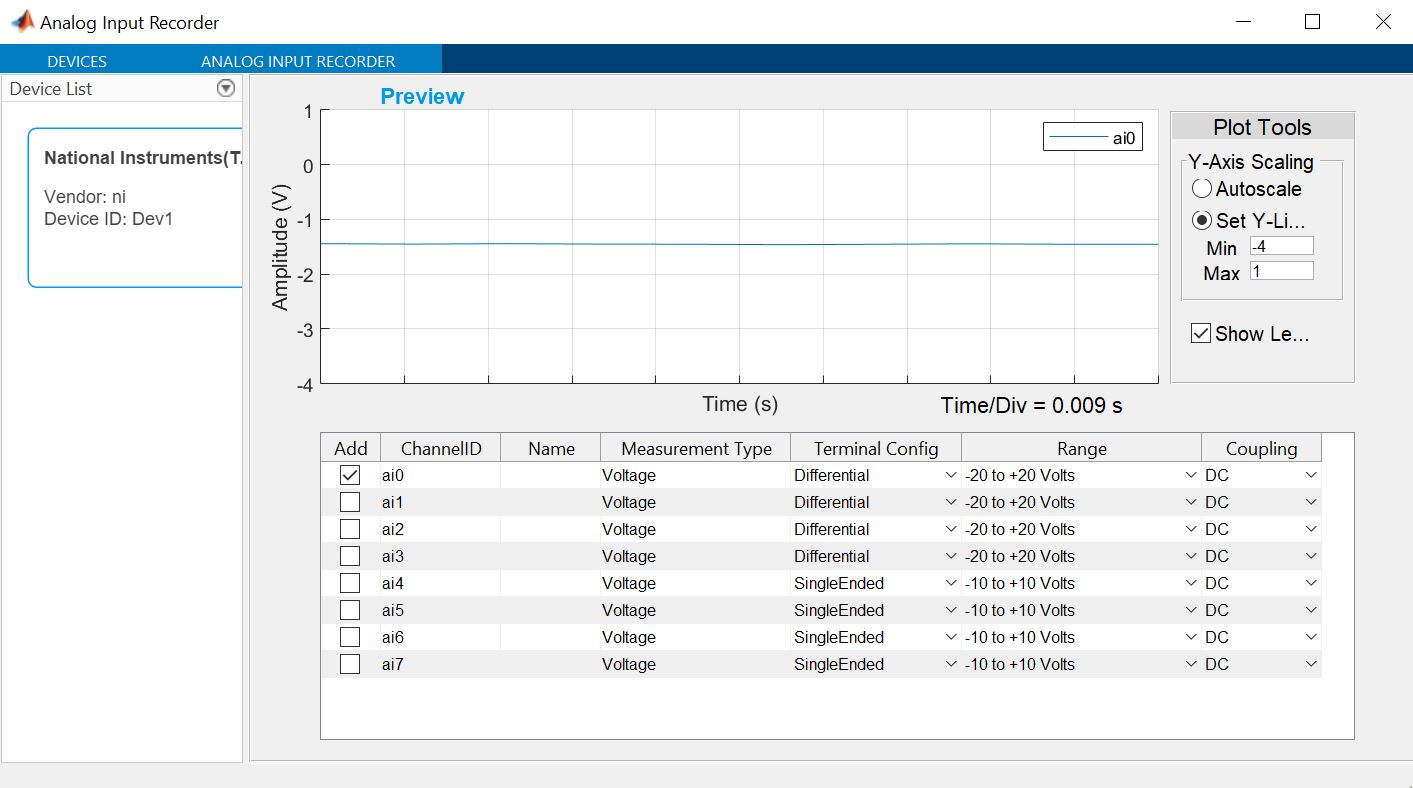 Analog Input Recorder
DEVICES ANALOG INPUT RECORDER
Device List
National Instruments(T.
Vendor: ni
Device ID: Dev1
Preview
1
0
-1
-2
-3
-4
Amplitude (V)
ai0
Time (s)
Time/Div = 0.009 s
Plot Tools
Y-Axis Scaling
Autoscale
Set Y-Li...
Min -4
Max 1
Show Le...
Add ChannelID Name Measurement Type Terminal Config Range Coupling
ai0 Voltage Differential -20 to +20 Volts DC
ai1 Voltage Differential -20 to +20 Volts DC
ai2 Voltage Differential -20 to +20 Volts DC
ai3 Voltage Differential -20 to +20 Volts DC
ai4 Voltage SingleEnded -10 to +10 Volts DC
ai5 Voltage SingleEnded -10 to +10 Volts DC
ai6 Voltage SingleEnded -10 to +10 Volts DC
ai7 Voltage SingleEnded -10 to +10 Volts DC